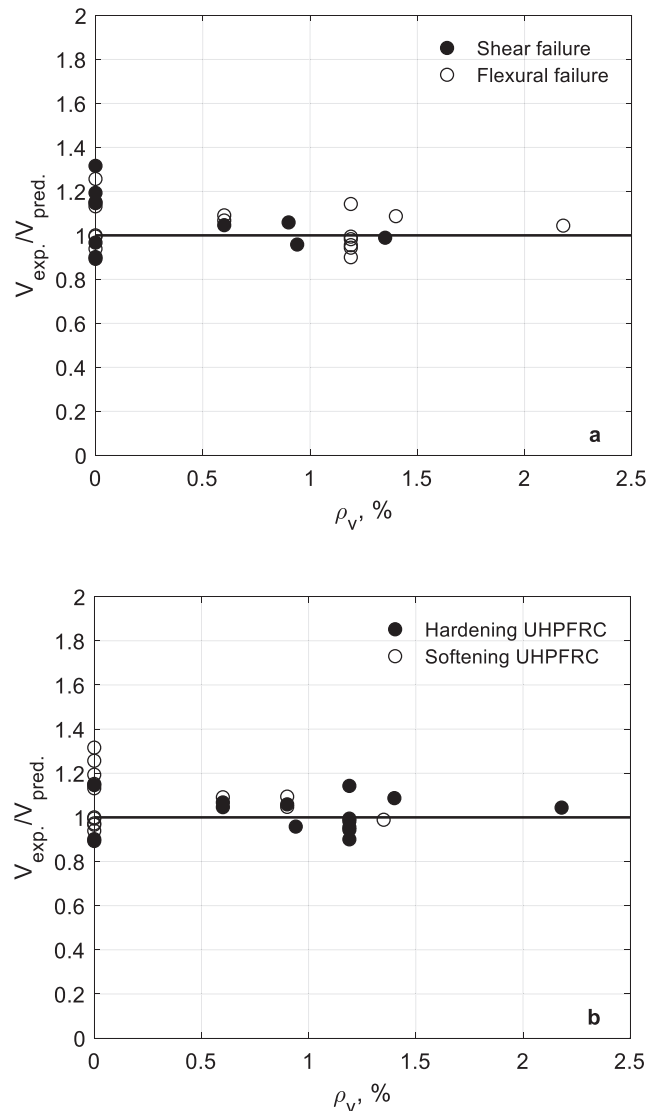 2
1.8
1.6
1.4
1.2
1
0.8
0.6
0.4
0.2
0
V_exp./V_pred.
Shear failure
Flexural failure
a
0 0.5 1 1.5 2 2.5
ρ_v, %
2
1.8
1.6
1.4
1.2
1
0.8
0.6
0.4
0.2
0
V_exp./V_pred.
Hardening UHPFRC
Softening UHPFRC
b
0 0.5 1 1.5 2 2.5
ρ_v, %